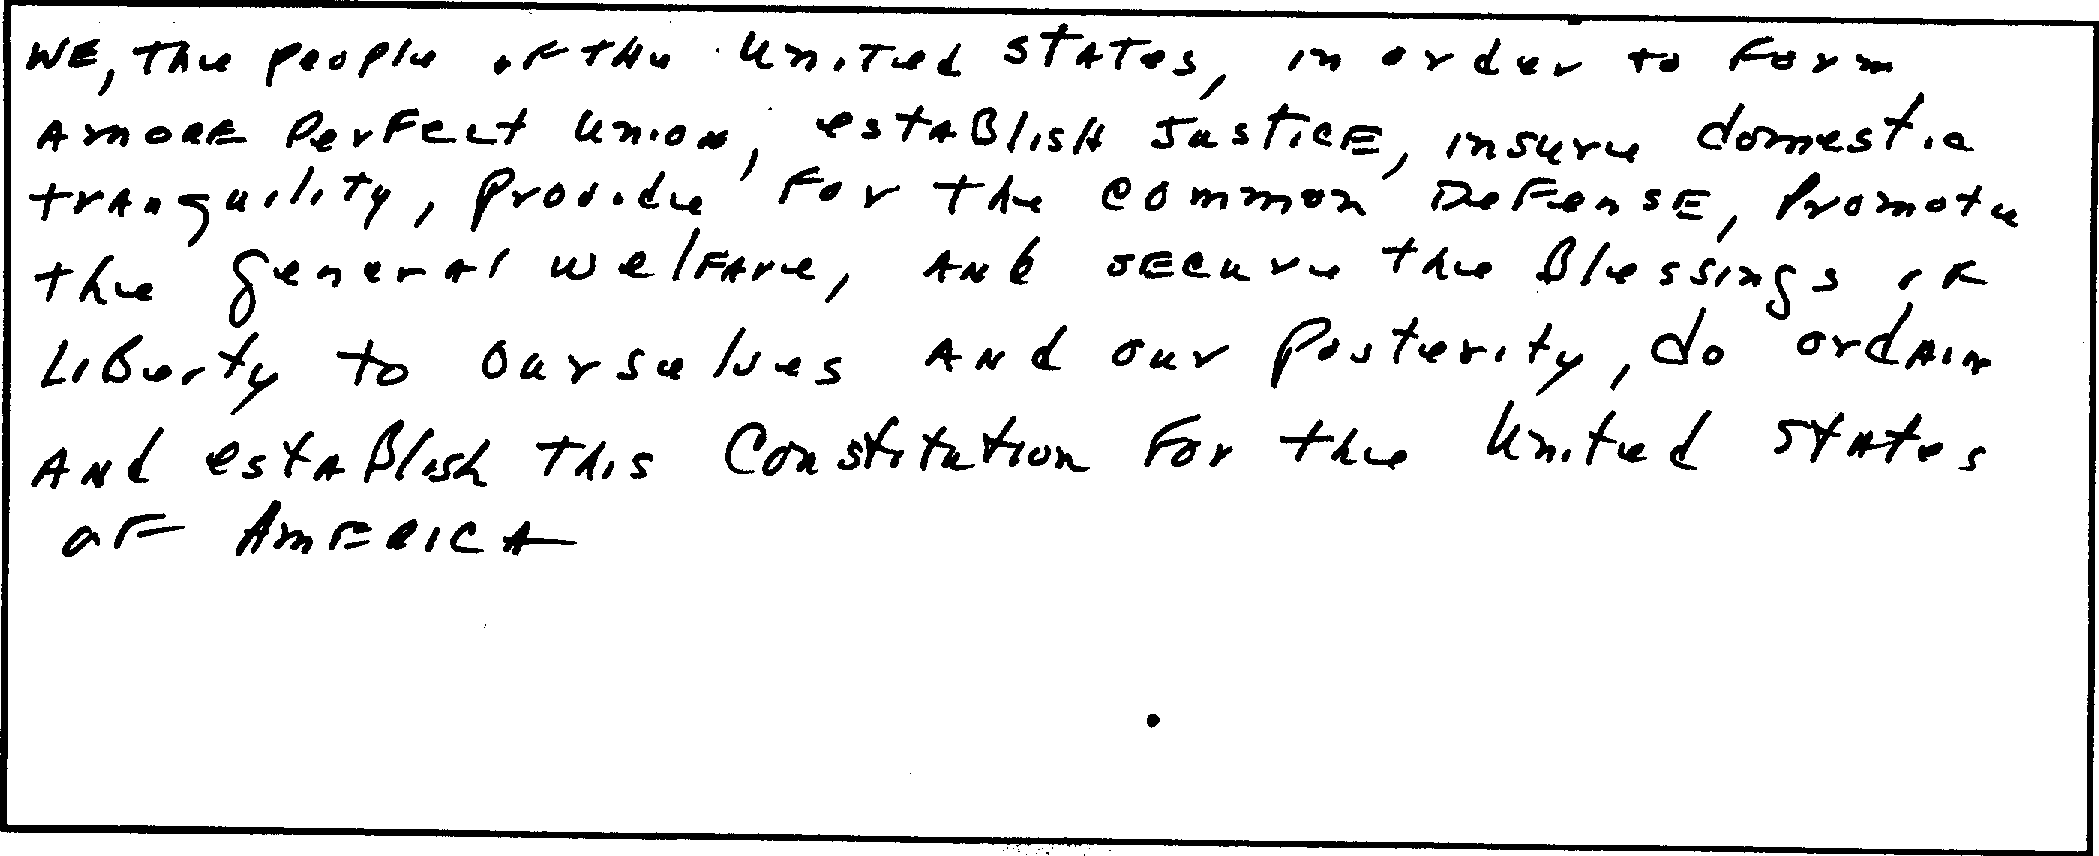 WE, The people of the United States, in order to form
A more Perfect Union, establish Justice, insure domestic
tranquility, provide for the common Defense, Promote
the general welfare, and secure the Blessings of
Liberty to ourselves and our Posterity, do ordain
and establish this Constitution for the United States
of America